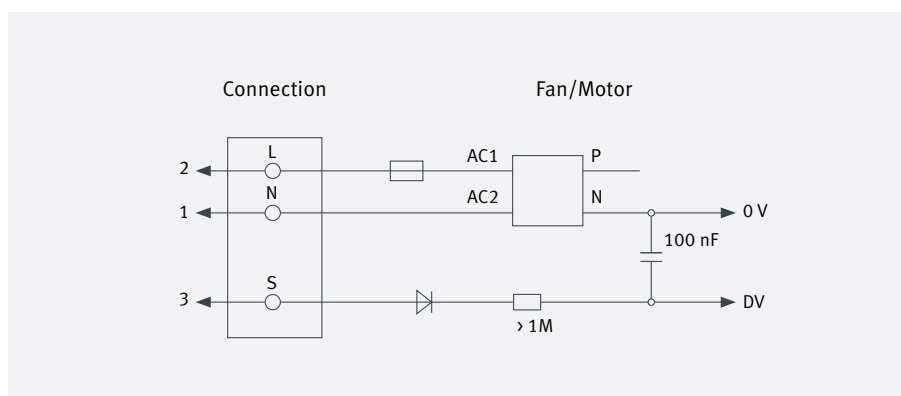 Connection Fan/Motor
L
2 AC1 P
N
1 AC2 N 0 V
100 nF
S
3 DV
› 1M